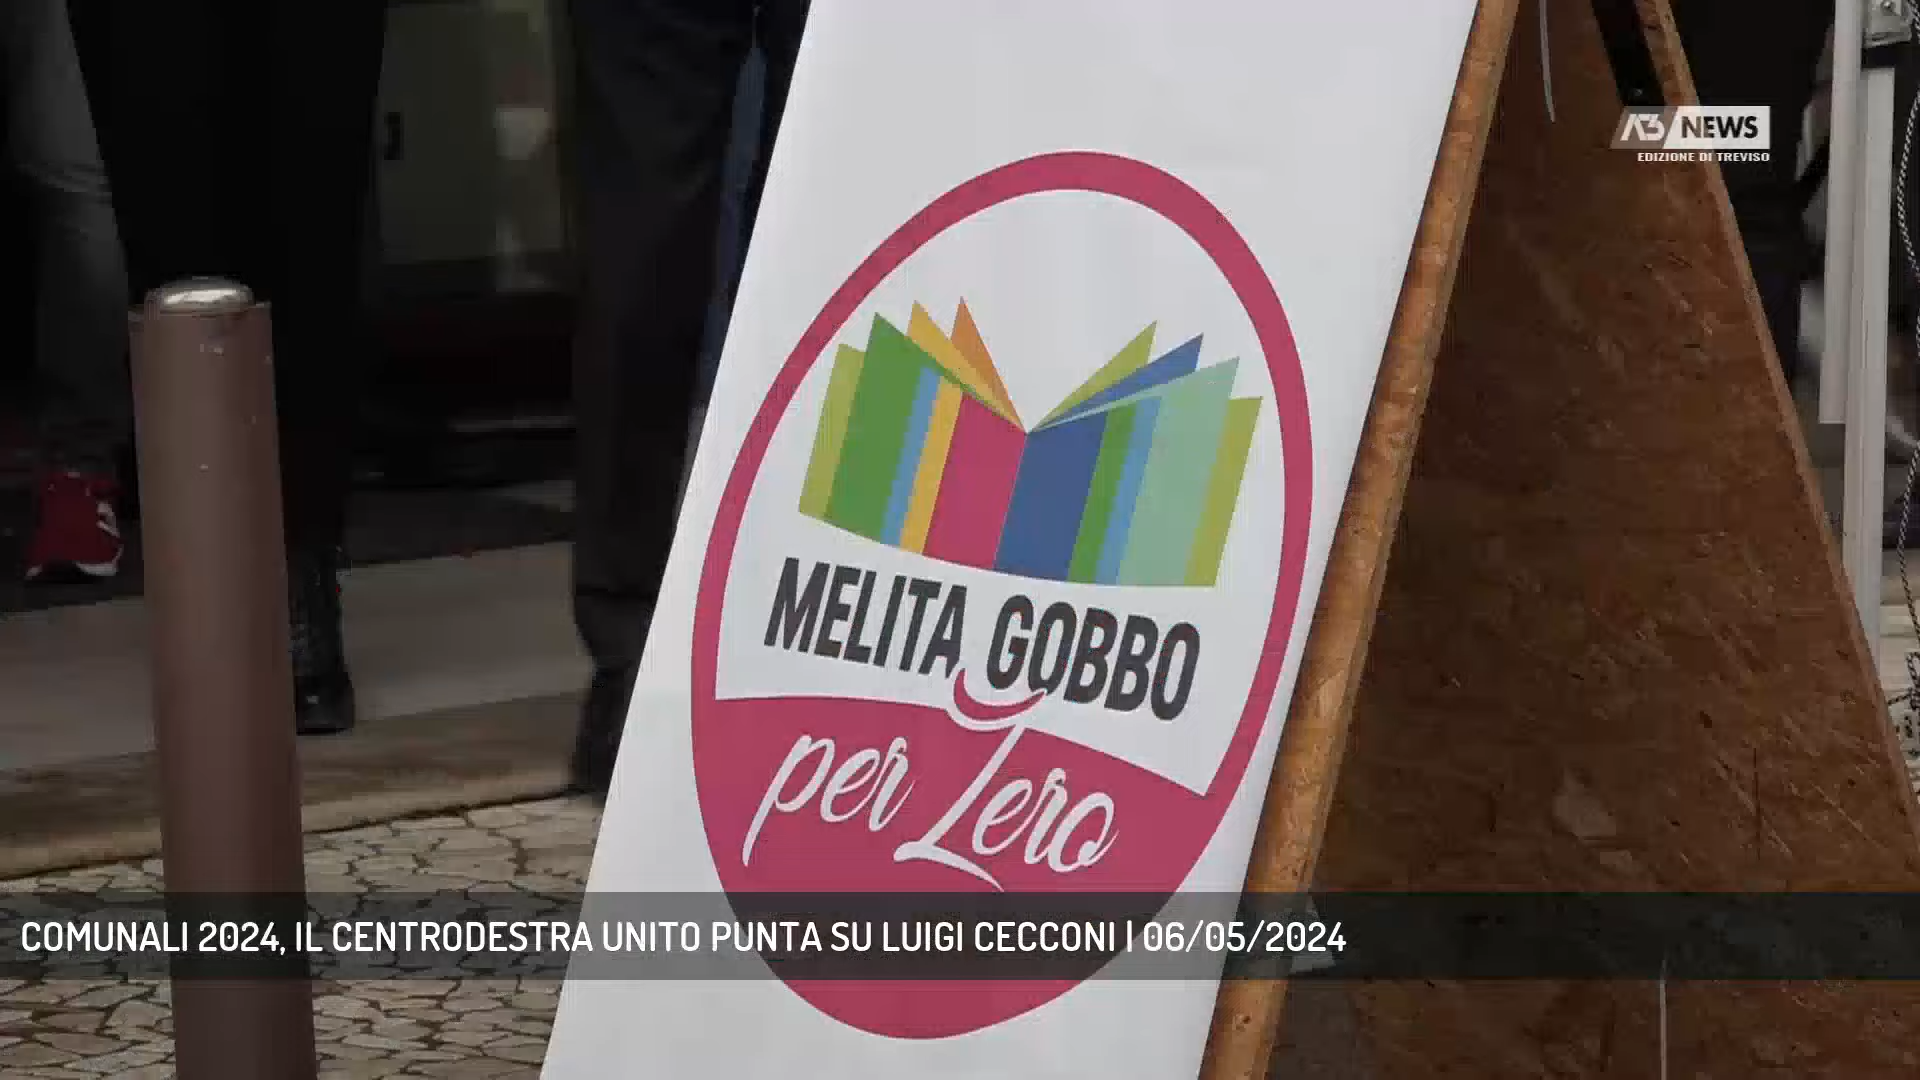 A3 NEWS
EDIZIONE DI TREVISO
MELITA GOBBO
per Zero
COMUNALI 2024, IL CENTRODESTRA UNITO PUNTA SU LUIGI CECCONI | 06/05/2024